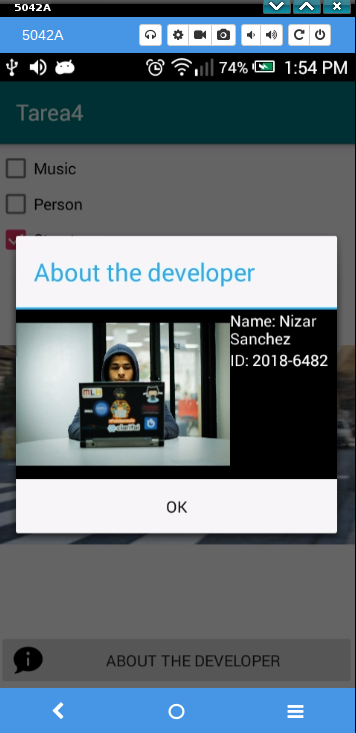 5042A
5042A
74%
1:54 PM
Tarea4
Music
Person
About the developer
Name: Nizar
Sanchez
ID: 2018-6482
MLH
OK
ABOUT THE DEVELOPER